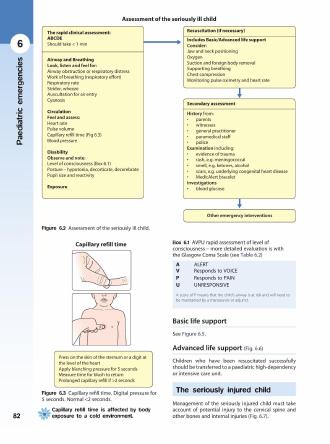 Assessment of the seriously ill child
6
Paediatric emergencies
The rapid clinical assessment:
ABCDE
Should take < 1 min
Airway and Breathing
Look, listen and feel for:
Airway obstruction or respiratory distress
Work of breathing (respiratory effort)
Respiratory rate
Stridor, wheeze
Auscultation for air entry
Cyanosis
Circulation
Feel and assess:
Heart rate
Pulse volume
Capillary refill time (Fig 6.3)
Blood pressure
Disability
Observe and note:
Level of consciousness (Box 6.1)
Posture – hypotonia, decorticate, decerebrate
Pupil size and reactivity
Exposure
Resuscitation (if necessary)
Includes Basic/Advanced life support
Consider:
Jaw and neck positioning
Oxygen
Suction and foreign body removal
Supporting breathing
Chest compression
Monitoring pulse oximetry and heart rate
Secondary assessment
History from:
• parents
• witnesses
• general practitioner
• paramedical staff
• police
Examination including:
• evidence of trauma
• rash, e.g. meningococcal
• smell, e.g. ketones, alcohol
• scars, e.g. underlying congenital heart disease
• MedicAlert bracelet
Investigations
• blood glucose
Other emergency interventions
Figure 6.2 Assessment of the seriously ill child.
Capillary refill time
Press on the skin of the sternum or a digit at
the level of the heart
Apply blanching pressure for 5 seconds
Measure time for blush to return
Prolonged capillary refill if >2 seconds
Figure 6.3 Capillary refill time. Digital pressure for
5 seconds. Normal <2 seconds.
Capillary refill time is affected by body
exposure to a cold environment.
82
Box 6.1 AVPU rapid assessment of level of
consciousness – more detailed evaluation is with
the Glasgow Coma Scale (see Table 6.2)
A ALERT
V Responds to VOICE
P Responds to PAIN
U UNRESPONSIVE
A score of P means that the child's airway is at risk and will need to
be maintained by a manoeuvre or adjunct.
Basic life support
See Figure 6.5.
Advanced life support (Fig. 6.6)
Children who have been resuscitated successfully
should be transferred to a paediatric high-dependency
or intensive care unit.
The seriously injured child
Management of the seriously injured child must take
account of potential injury to the cervical spine and
other bones and internal injuries (Fig. 6.7).